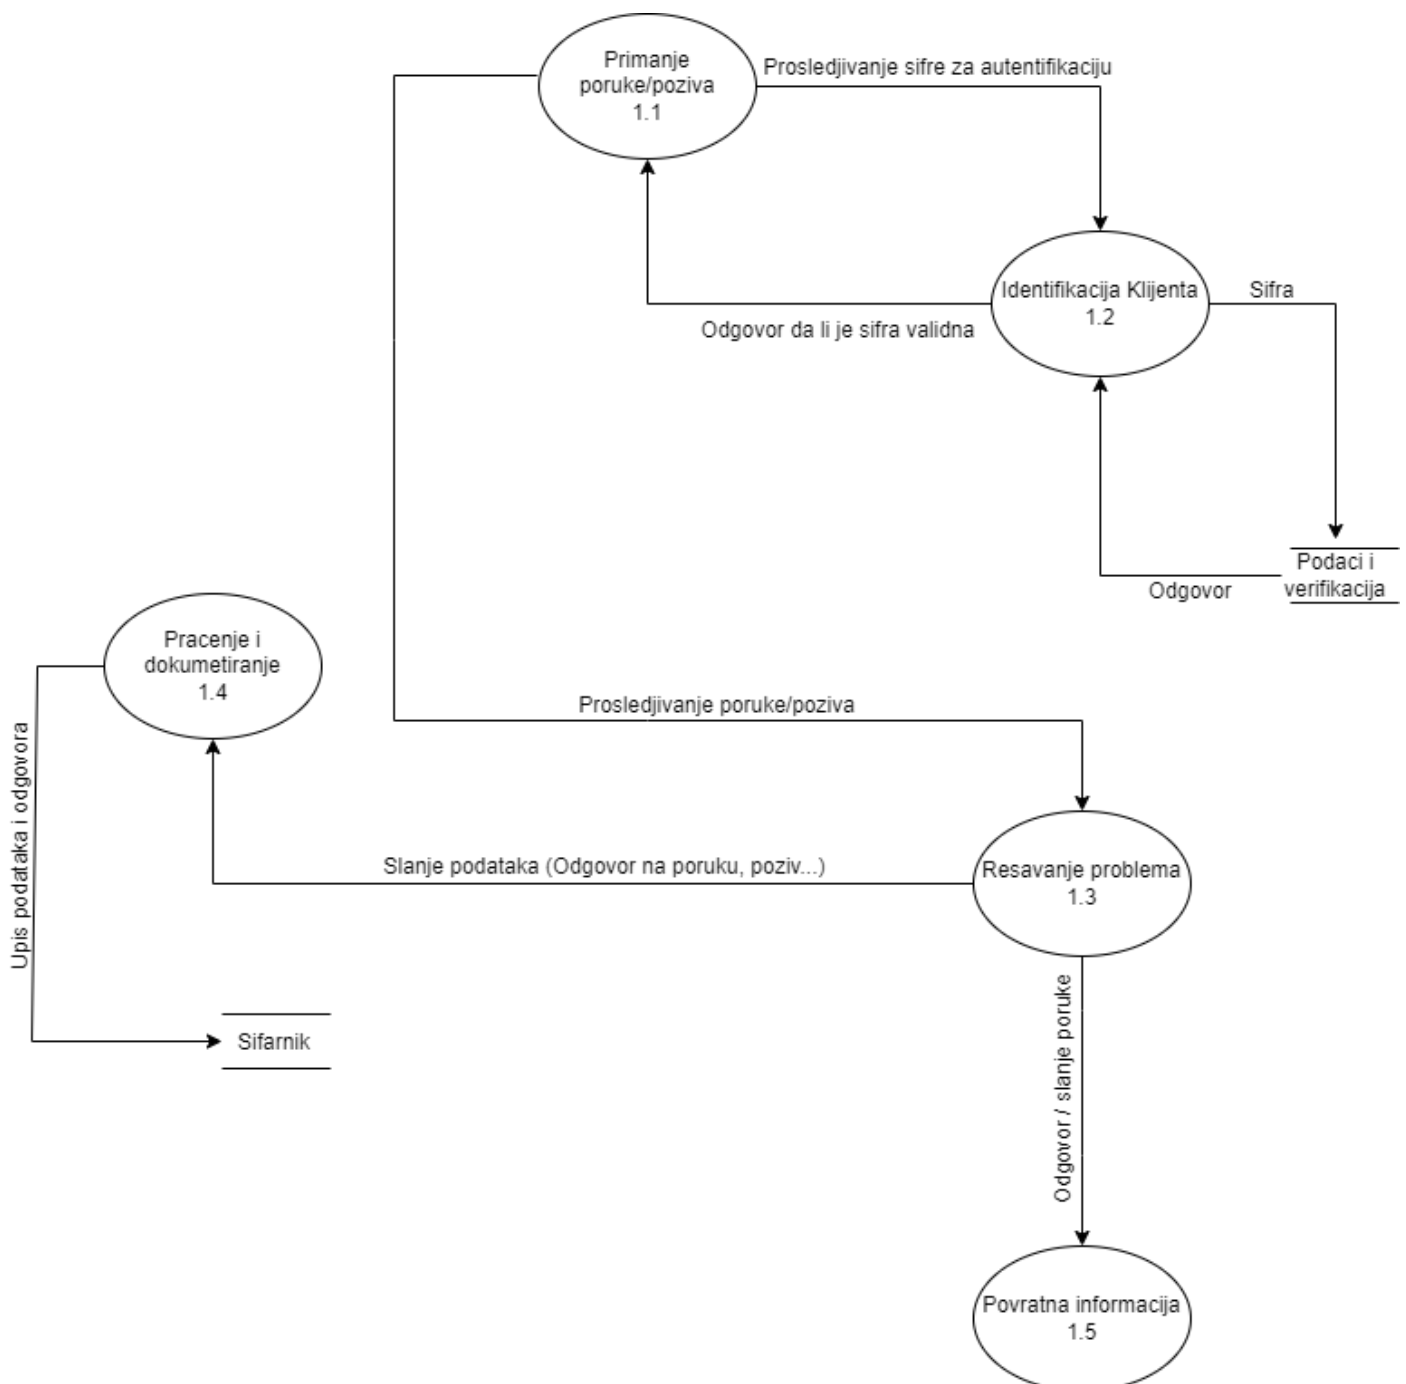 Primanje
poruke/poziva
1.1
Prosledjivanje sifre za autentifikaciju
Identifikacija Klijenta
1.2
Sifra
Odgovor da li je sifra validna
Podaci i
verifikacija
Odgovor
Pracenje i
dokumetiranje
1.4
Prosledjivanje poruke/poziva
Upis podataka i odgovora
Slanje podataka (Odgovor na poruku, poziv...)
Resavanje problema
1.3
Sifarnik
Odgovor / slanje poruke
Povratna informacija
1.5